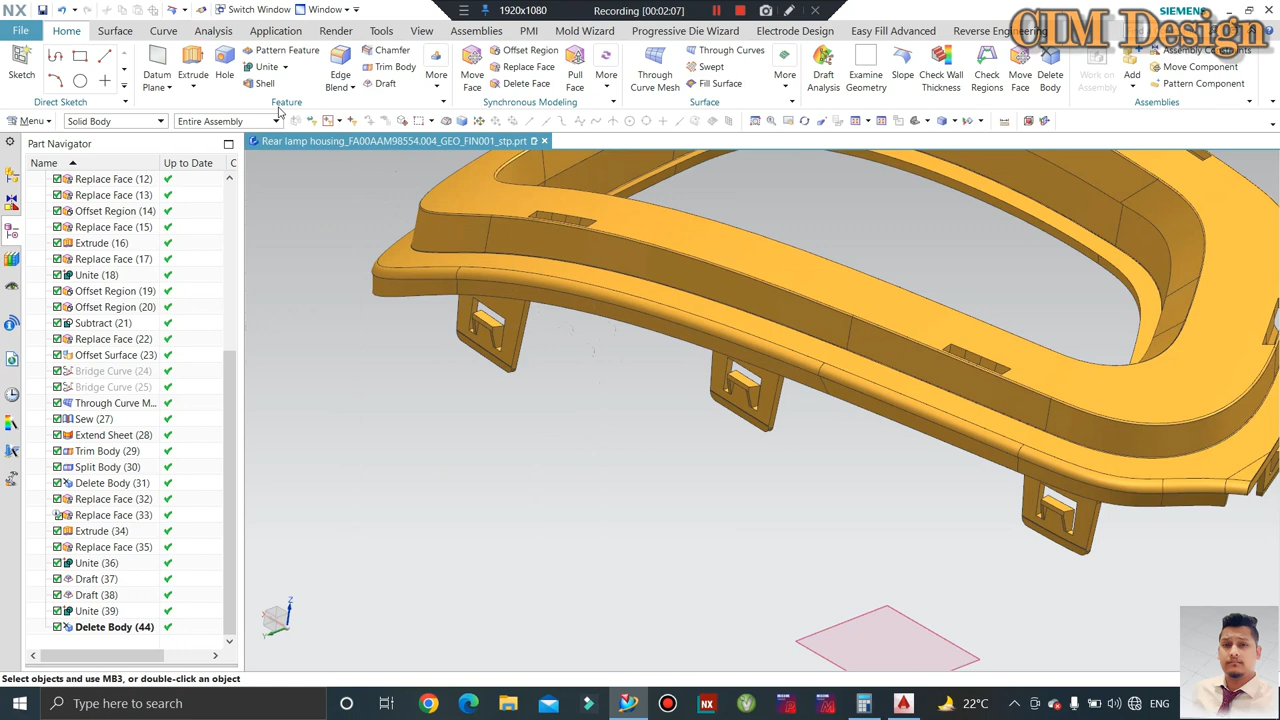 NX
Switch Window
Window
1920x1080
Recording [00:02:07]
SIEMENS
CIM Design
File
Home
Surface
Curve
Analysis
Application
Render
Tools
View
Assemblies
PMI
Mold Wizard
Progressive Die Wizard
Electrode Design
Easy Fill Advanced
Reverse Engineering
Sketch
Direct Sketch
Datum Plane
Extrude
Hole
Pattern Feature
Unite
Shell
Edge Blend
Chamfer
Trim Body
Draft
More
Feature
Move Face
Offset Region
Replace Face
Delete Face
Pull Face
More
Synchronous Modeling
Through Curve Mesh
Through Curves
Swept
Fill Surface
More
Surface
Draft Analysis
Examine Geometry
Slope
Check Wall Thickness
Check Regions
Move Face
Delete Body
Work on Assembly
Add
Assembly Constraints
Move Component
Pattern Component
Assemblies
Menu
Solid Body
Entire Assembly
Part Navigator
Rear lamp housing_FA00AAM98554.004_GEO_FIN001_stp.prt
Name
Up to Date
C
Replace Face (12)
Replace Face (13)
Offset Region (14)
Replace Face (15)
Extrude (16)
Replace Face (17)
Unite (18)
Offset Region (19)
Offset Region (20)
Subtract (21)
Replace Face (22)
Offset Surface (23)
Bridge Curve (24)
Bridge Curve (25)
Through Curve M...
Sew (27)
Extend Sheet (28)
Trim Body (29)
Split Body (30)
Delete Body (31)
Replace Face (32)
Replace Face (33)
Extrude (34)
Replace Face (35)
Unite (36)
Draft (37)
Draft (38)
Unite (39)
Delete Body (44)
Z
X
Y
Select objects and use MB3, or double-click an object
Type here to search
22°C
ENG